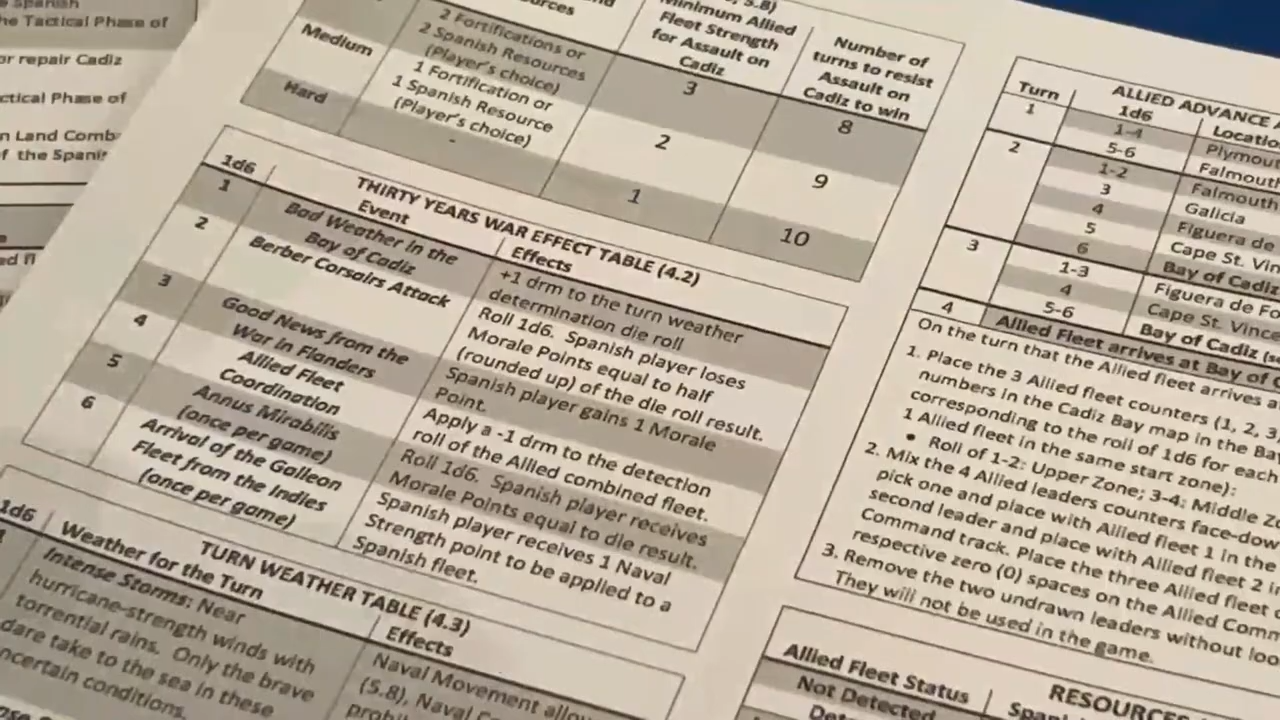 Spanish
he Tactical Phase of
or repair Cadiz
ctical Phase of
n Land Comb
f the Spanis
Minimum Allied
Fleet Strength
for Assault on
Cadiz
Number of
turns to resist
Assault on
Cadiz to win
2 Fortifications or
2 Spanish Resources
(Player's choice)
3
8
Medium
1 Fortification or
1 Spanish Resource
(Player's choice)
2
9
Hard
-
1
10
THIRTY YEARS WAR EFFECT TABLE (4.2)
1d6
Event
Effects
1
Bad Weather in the
Bay of Cadiz
+1 drm to the turn weather
determination die roll
2
Berber Corsairs Attack
Roll 1d6. Spanish player loses
Morale Points equal to half
(rounded up) of the die roll result.
3
Good News from the
War in Flanders
Spanish player gains 1 Morale
Point.
4
Allied Fleet
Coordination
Apply a -1 drm to the detection
roll of the Allied combined fleet.
5
Annus Mirabilis
(once per game)
Roll 1d6. Spanish player receives
Morale Points equal to die result.
6
Arrival of the Galleon
Fleet from the Indies
(once per game)
Spanish player receives 1 Naval
Strength point to be applied to a
Spanish fleet.
TURN WEATHER TABLE (4.3)
1d6
Weather for the Turn
Effects
Intense Storms: Near
hurricane-strength winds with
torrential rains. Only the brave
dare take to the sea in these
uncertain conditions.
Naval Movement allo
(5.8), Naval C
ALLIED ADVANCE
Turn
1d6
Locatio
1
1-4
Plymout
5-6
Falmouth
2
1-2
Falmouth
3
Galicia
4
Figuera de
5
Cape St. Vin
6
Bay of Cadiz
3
1-3
Figuera de Fo
4
Cape St. Vince
5-6
Bay of Cadiz (se
4
Allied Fleet arrives at Bay of C
On the turn that the Allied fleet arrives a
1. Place the 3 Allied fleet counters (1, 2, 3)
numbers in the Cadiz Bay map in the Bay
corresponding to the roll of 1d6 for each
1 Allied fleet in the same start zone):
• Roll of 1-2: Upper Zone; 3-4: Middle Zo
2. Mix the 4 Allied leaders counters face-dow
pick one and place with Allied fleet 1 in the
second leader and place with Allied fleet 2 in
Command track. Place the three Allied fleet
respective zero (0) spaces on the Allied Comm
3. Remove the two undrawn leaders without loo
They will not be used in the game.
RESOURCES
Allied Fleet Status
Spani
Not Detected
Dete